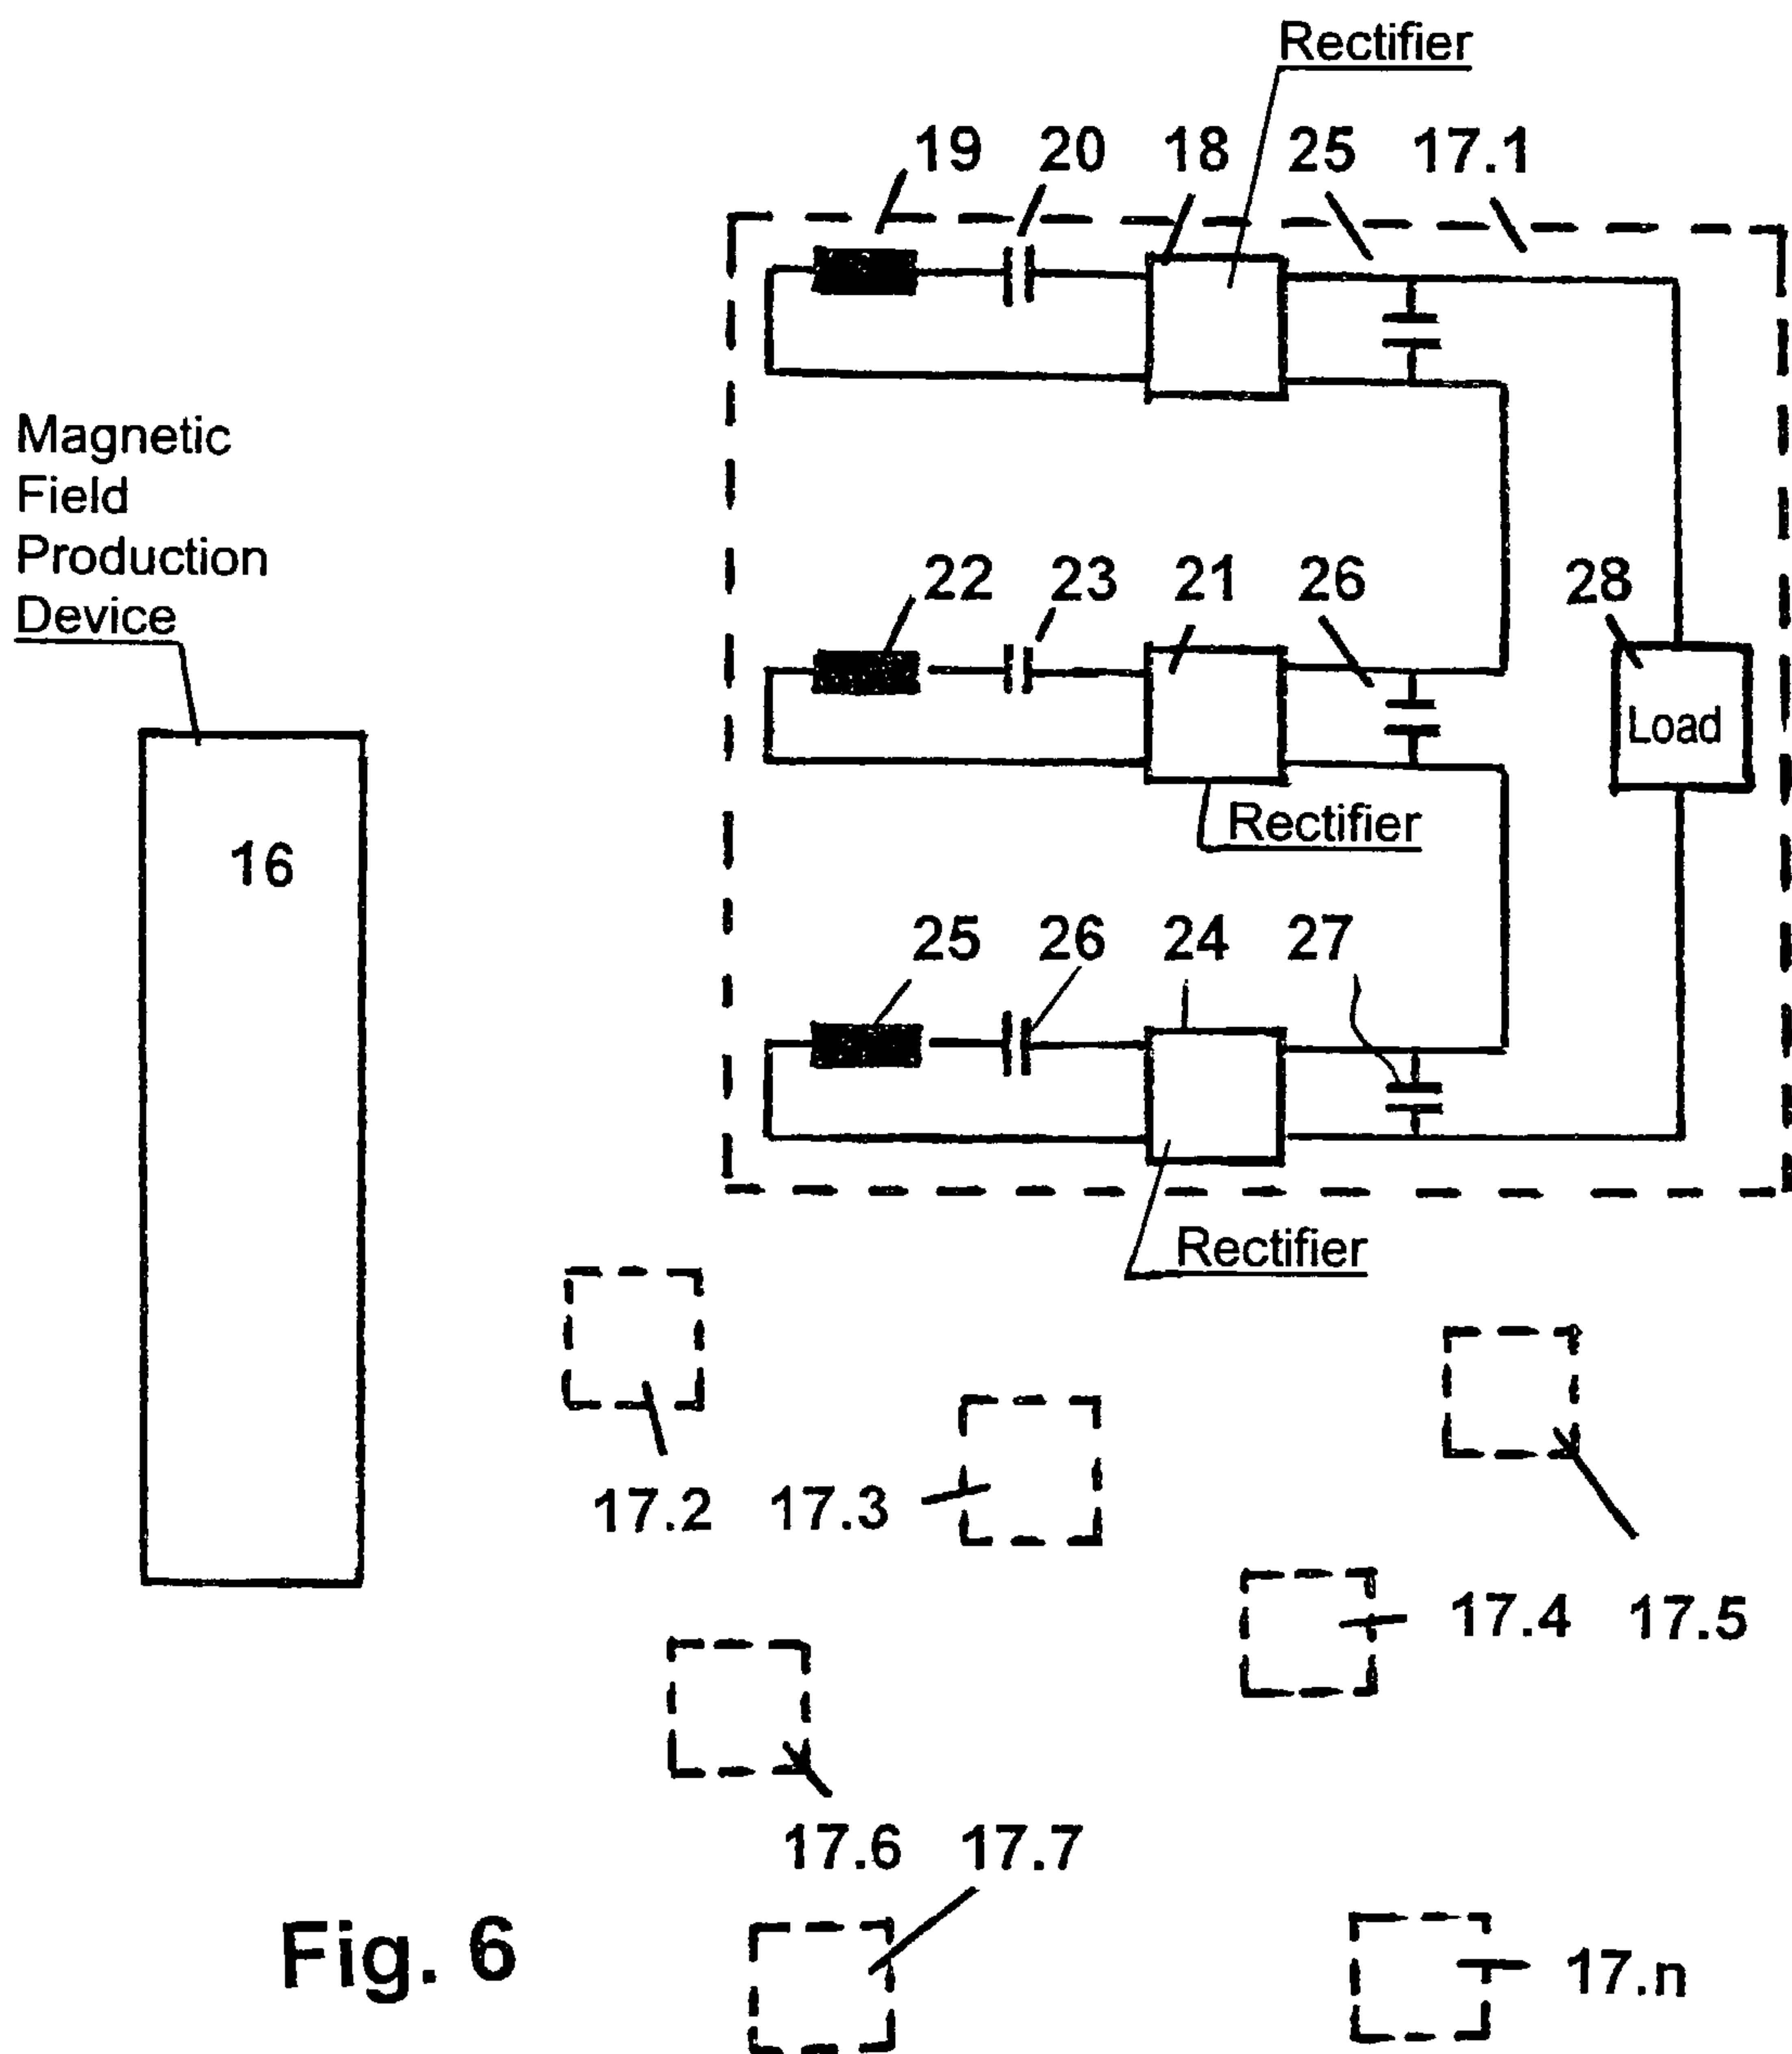 Rectifier
19 20 18 25 17.1
Magnetic
Field
Production
Device
22 23 21 26 28
Load
Rectifier
16
25 26 24 27
Rectifier
17.2 17.3
17.4 17.5
17.6 17.7
Fig. 6
17.n